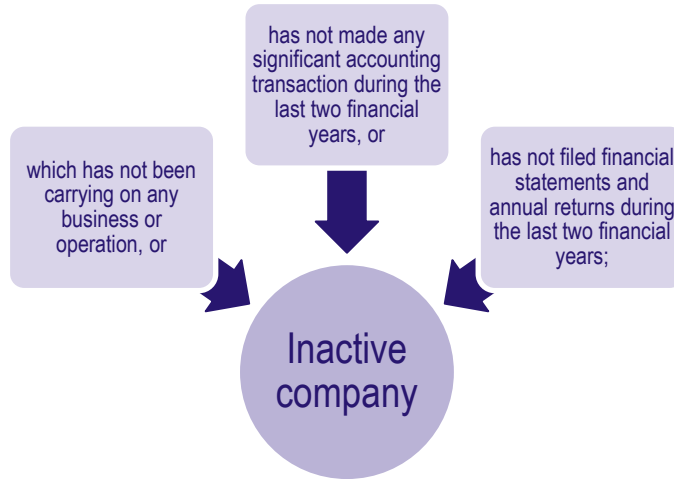 which has not been
carrying on any
business or
operation, or
has not made any
significant accounting
transaction during the
last two financial
years, or
has not filed financial
statements and
annual returns during
the last two financial
years;
Inactive
company